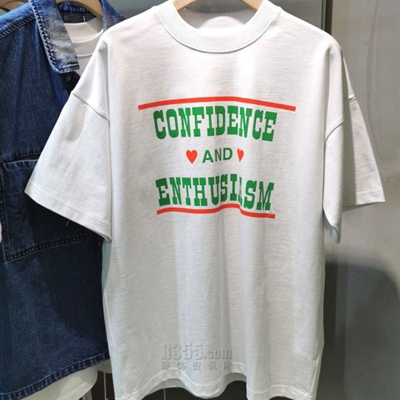 CONFIDENCE
♥ AND ♥
ENTHUSIASM